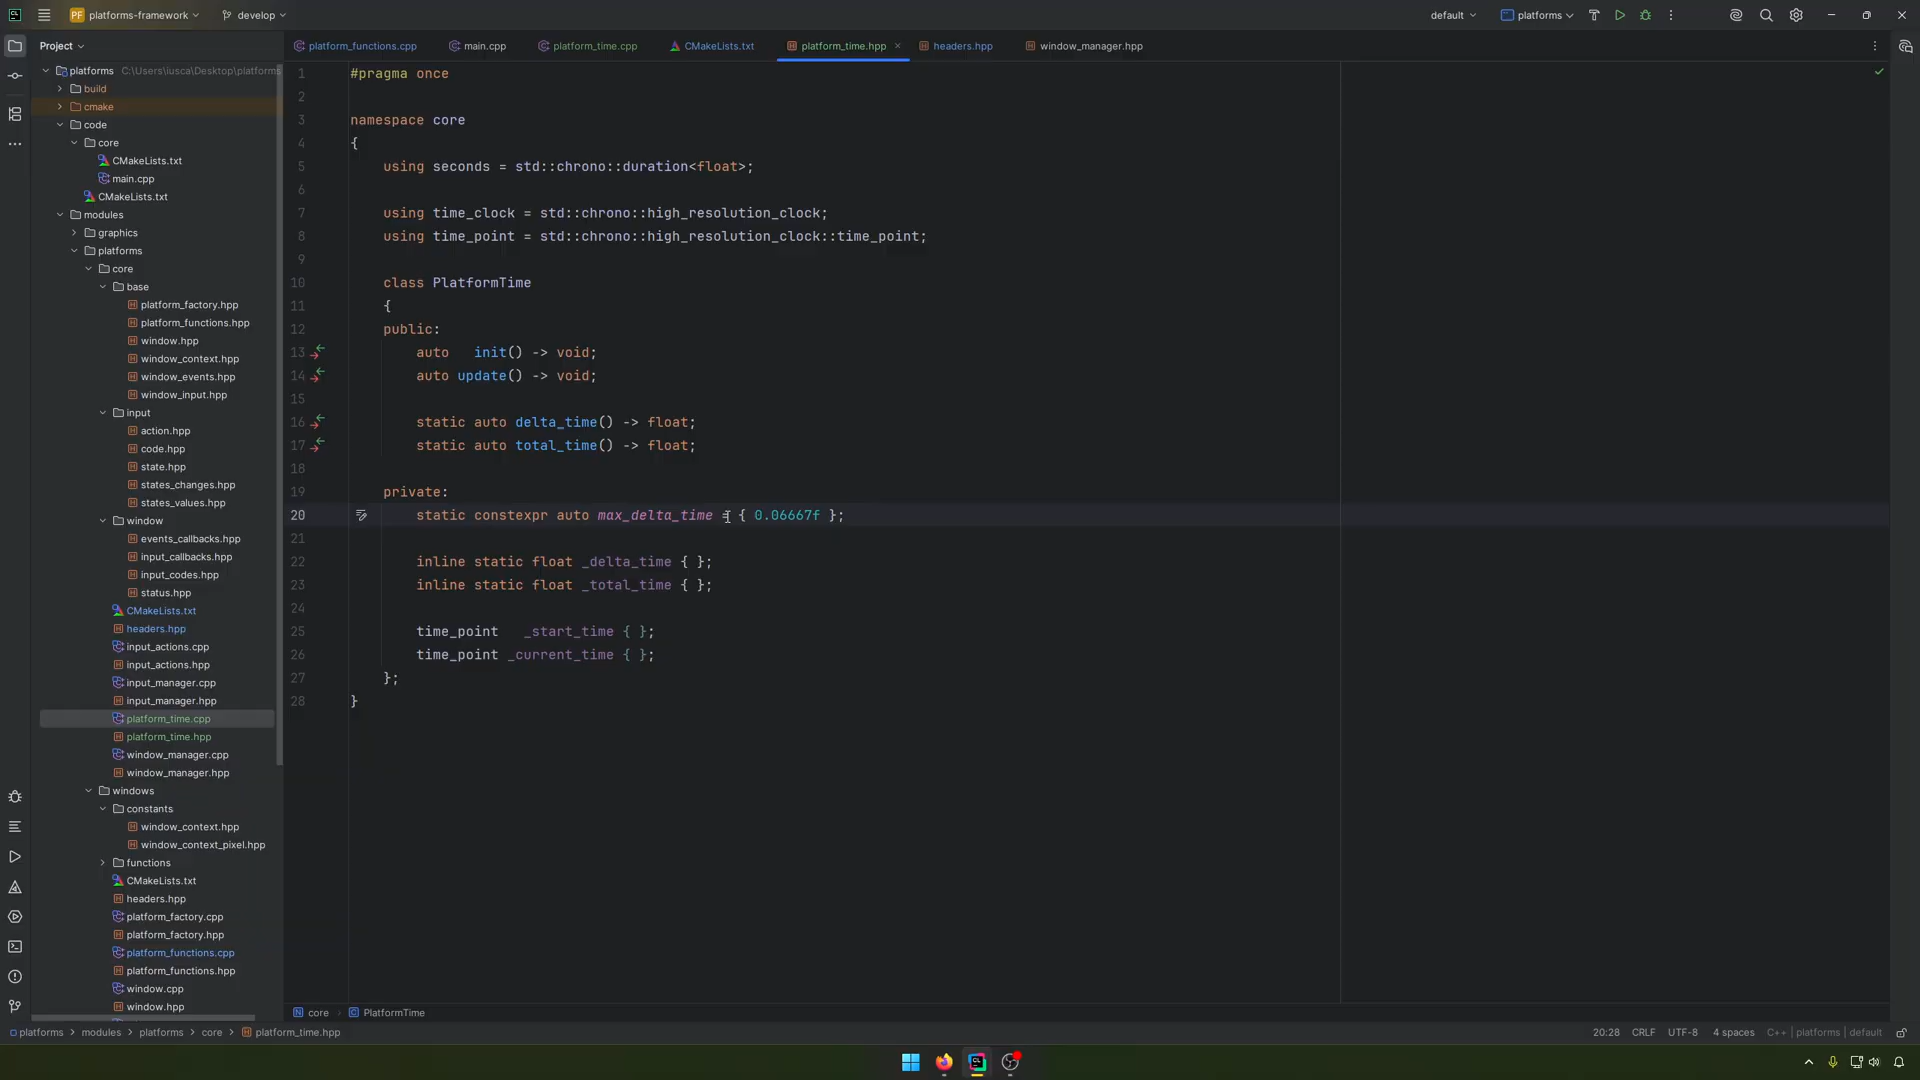 PF platforms-framework develop default platforms
Project
platform_functions.cpp main.cpp platform_time.cpp CMakeLists.txt platform_time.hpp headers.hpp window_manager.hpp
platforms C:\Users\iusca\Desktop\platforms
build
cmake
code
core
CMakeLists.txt
main.cpp
CMakeLists.txt
modules
graphics
platforms
core
base
platform_factory.hpp
platform_functions.hpp
window.hpp
window_context.hpp
window_events.hpp
window_input.hpp
input
action.hpp
code.hpp
state.hpp
states_changes.hpp
states_values.hpp
window
events_callbacks.hpp
input_callbacks.hpp
input_codes.hpp
status.hpp
CMakeLists.txt
headers.hpp
input_actions.cpp
input_actions.hpp
input_manager.cpp
input_manager.hpp
platform_time.cpp
platform_time.hpp
window_manager.cpp
window_manager.hpp
windows
constants
window_context.hpp
window_context_pixel.hpp
functions
CMakeLists.txt
headers.hpp
platform_factory.cpp
platform_factory.hpp
platform_functions.cpp
platform_functions.hpp
window.cpp
window.hpp
1 #pragma once
2
3 namespace core
4 {
5 using seconds = std::chrono::duration<float>;
6
7 using time_clock = std::chrono::high_resolution_clock;
8 using time_point = std::chrono::high_resolution_clock::time_point;
9
10 class PlatformTime
11 {
12 public:
13 auto   init() -> void;
14 auto update() -> void;
15
16 static auto delta_time() -> float;
17 static auto total_time() -> float;
18
19 private:
20 static constexpr auto max_delta_time = { 0.06667f };
21
22 inline static float _delta_time { };
23 inline static float _total_time { };
24
25 time_point   _start_time { };
26 time_point _current_time { };
27 };
28 }
core PlatformTime
platforms modules platforms core platform_time.hpp 20:28 CRLF UTF-8 4 spaces C++ | platforms | default